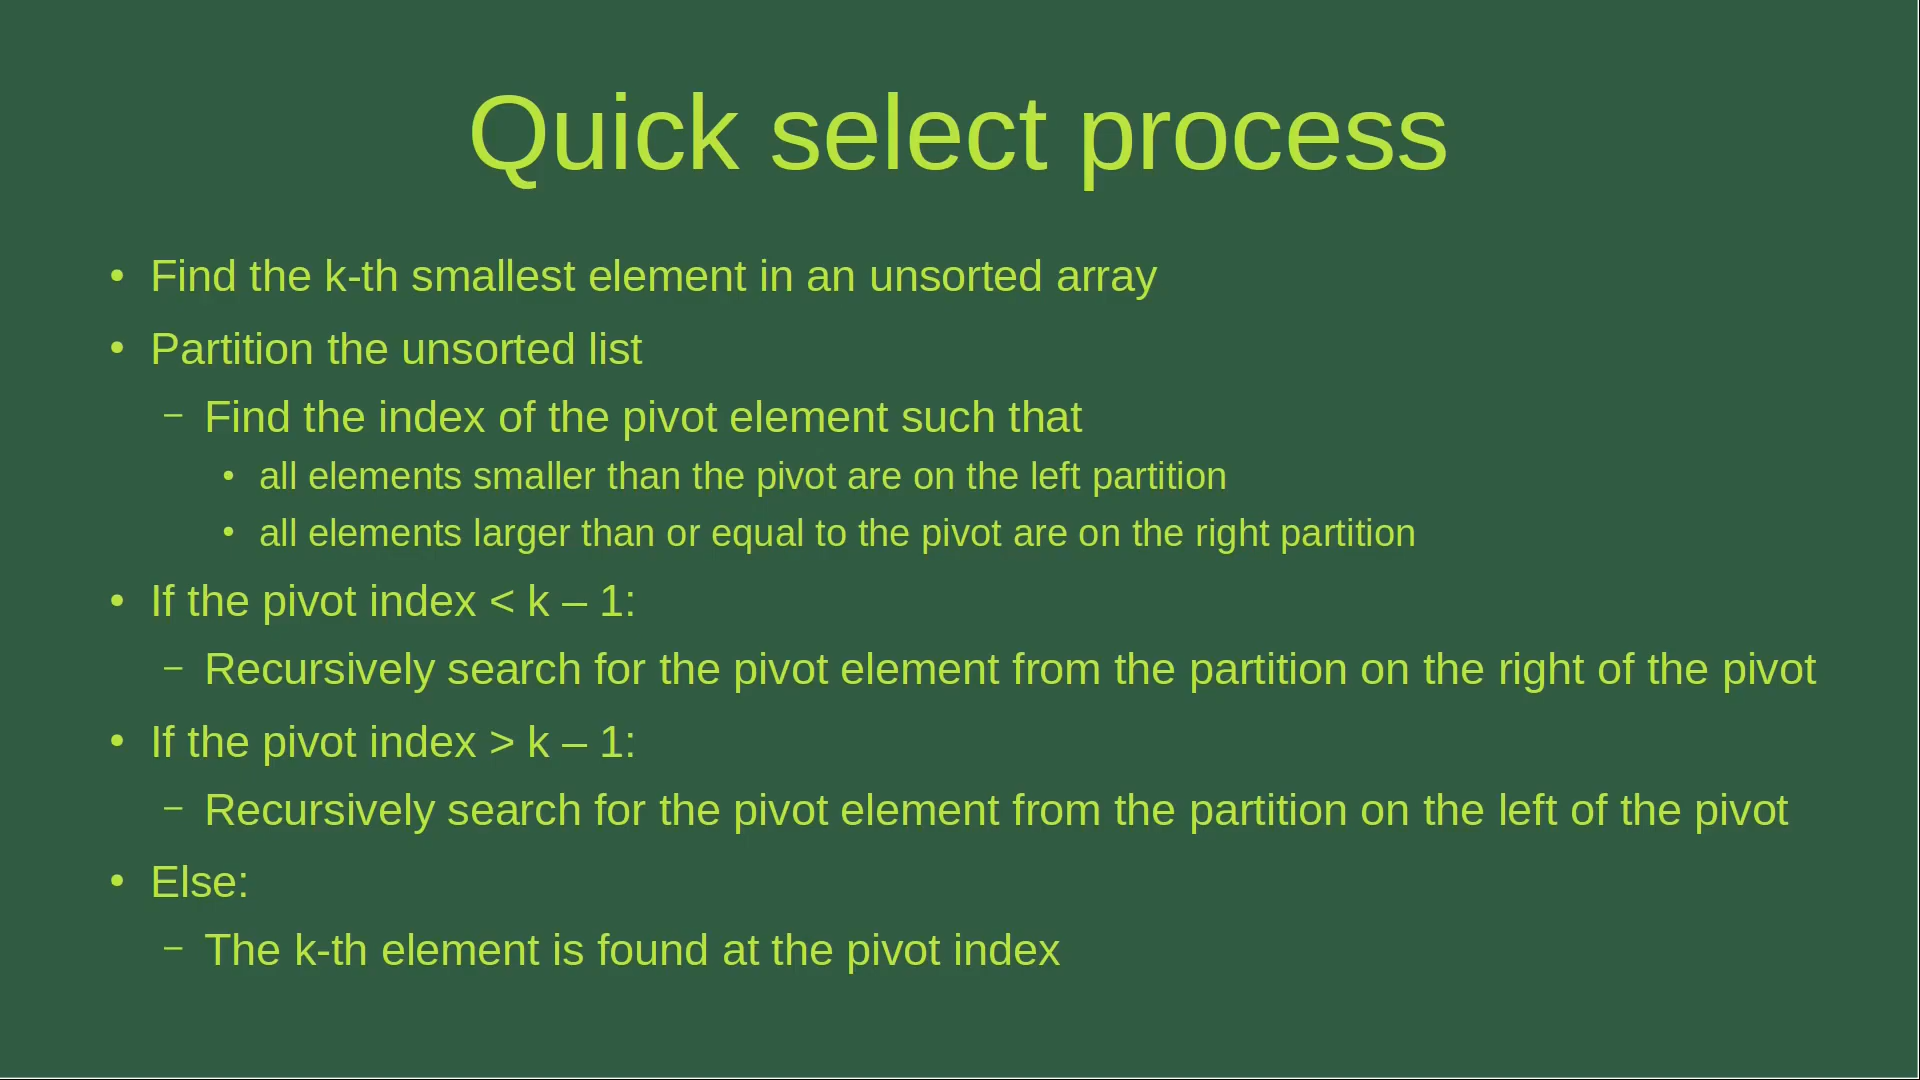 Quick select process
• Find the k-th smallest element in an unsorted array
• Partition the unsorted list
– Find the index of the pivot element such that
• all elements smaller than the pivot are on the left partition
• all elements larger than or equal to the pivot are on the right partition
• If the pivot index < k – 1:
– Recursively search for the pivot element from the partition on the right of the pivot
• If the pivot index > k – 1:
– Recursively search for the pivot element from the partition on the left of the pivot
• Else:
– The k-th element is found at the pivot index